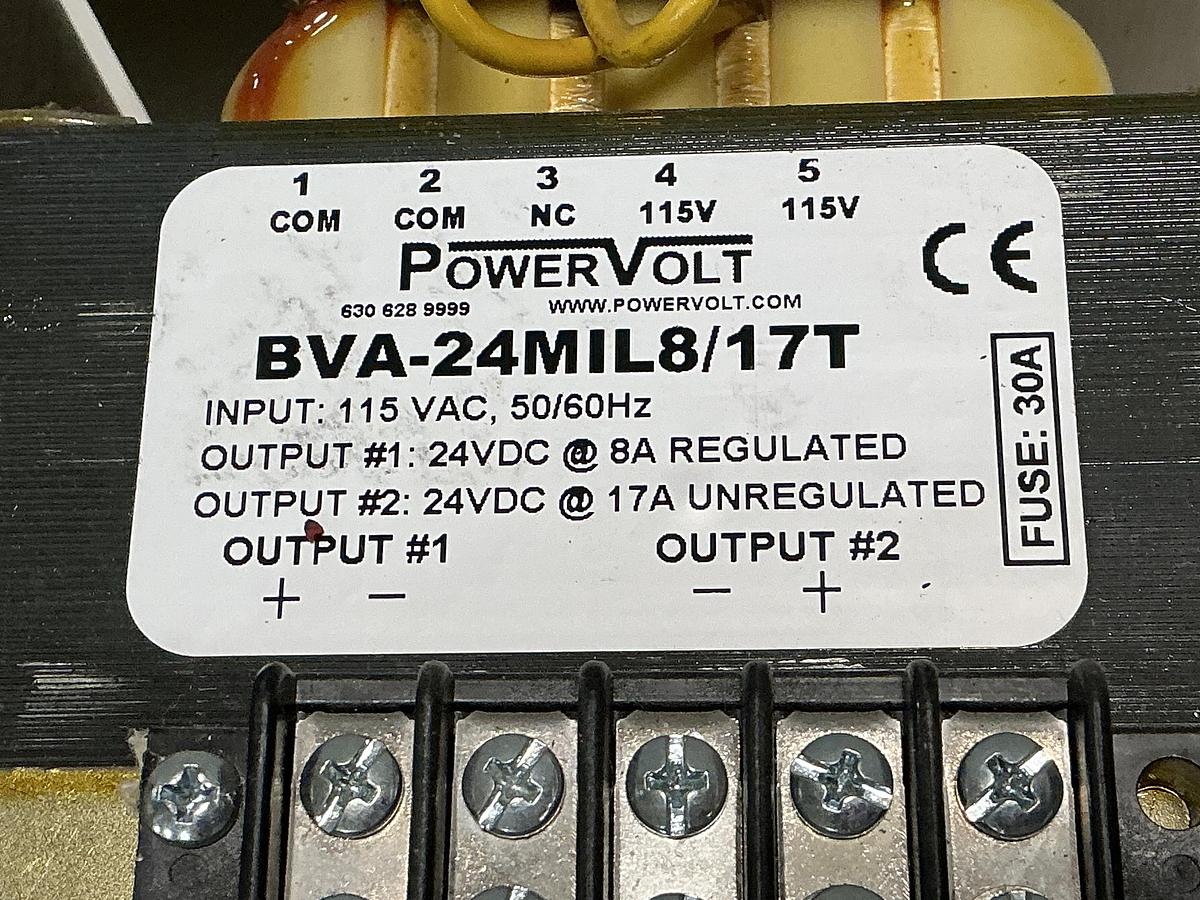 1 2 3 4 5
COM COM NC 115V 115V
POWERVOLT
630 628 9999 WWW.POWERVOLT.COM
CE
BVA-24MIL8/17T
INPUT: 115 VAC, 50/60Hz
OUTPUT #1: 24VDC @ 8A REGULATED
OUTPUT #2: 24VDC @ 17A UNREGULATED
FUSE: 30A
OUTPUT #1 OUTPUT #2
+ − − +